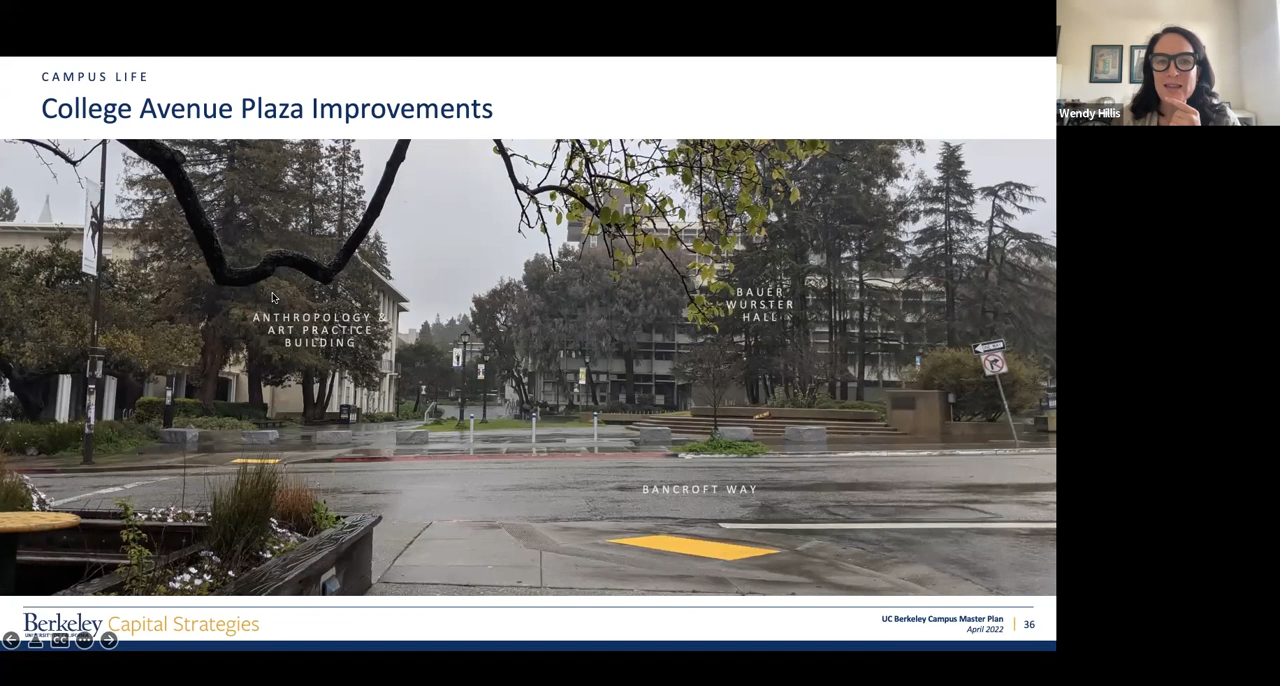 CAMPUS LIFE
College Avenue Plaza Improvements
Wendy Hillis
ANTHROPOLOGY &
ART PRACTICE
BUILDING
BAUER
WURSTER
HALL
BANCROFT WAY
Berkeley Capital Strategies
CC
UC Berkeley Campus Master Plan
April 2022
36